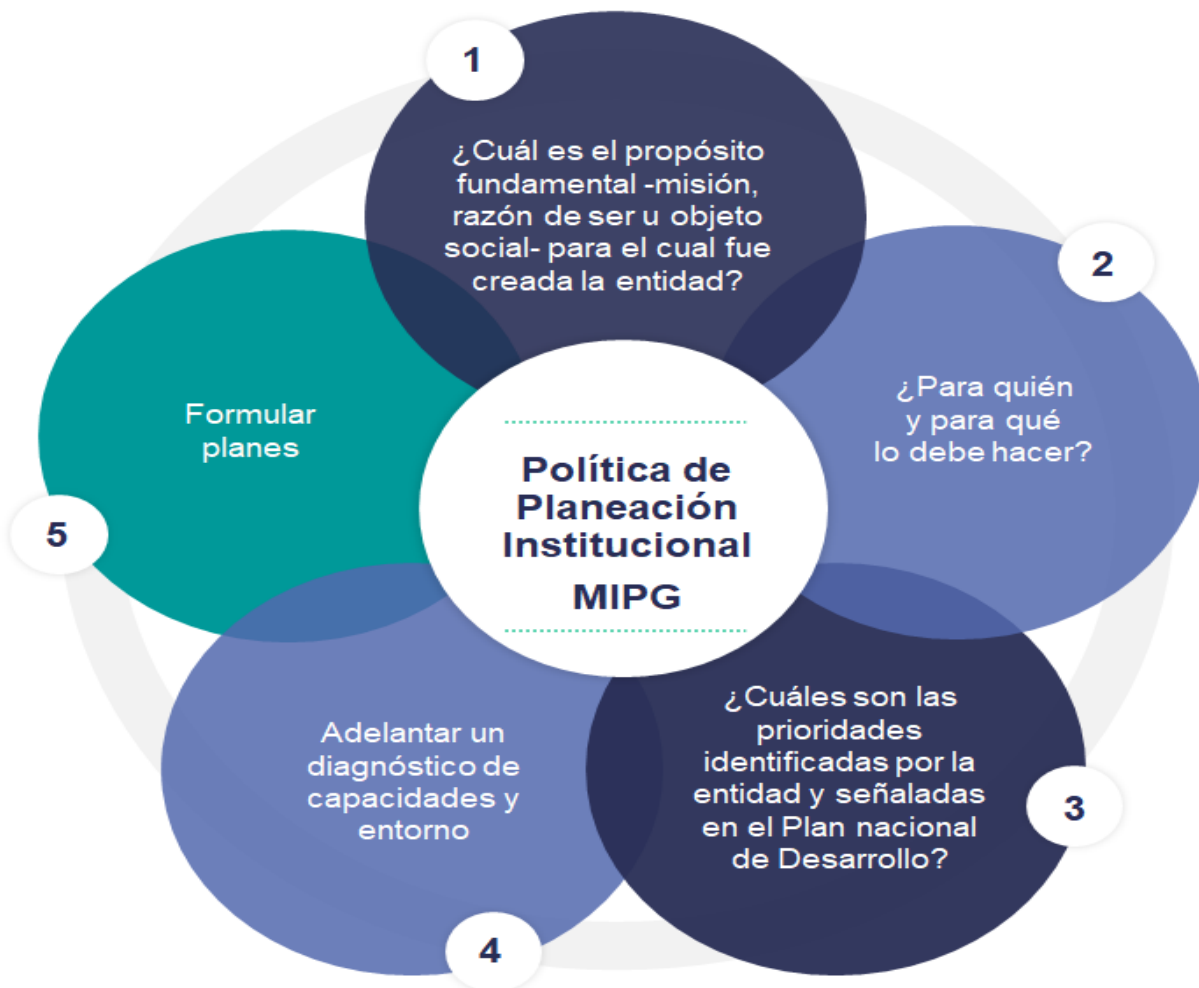 1
¿Cuál es el propósito
fundamental -misión,
razón de ser u objeto
social- para el cual fue
creada la entidad?
2
¿Para quién
y para qué
lo debe hacer?
3
¿Cuáles son las
prioridades
identificadas por la
entidad y señaladas
en el Plan nacional
de Desarrollo?
4
Adelantar un
diagnóstico de
capacidades y
entorno
5
Formular
planes
Política de
Planeación
Institucional
MIPG